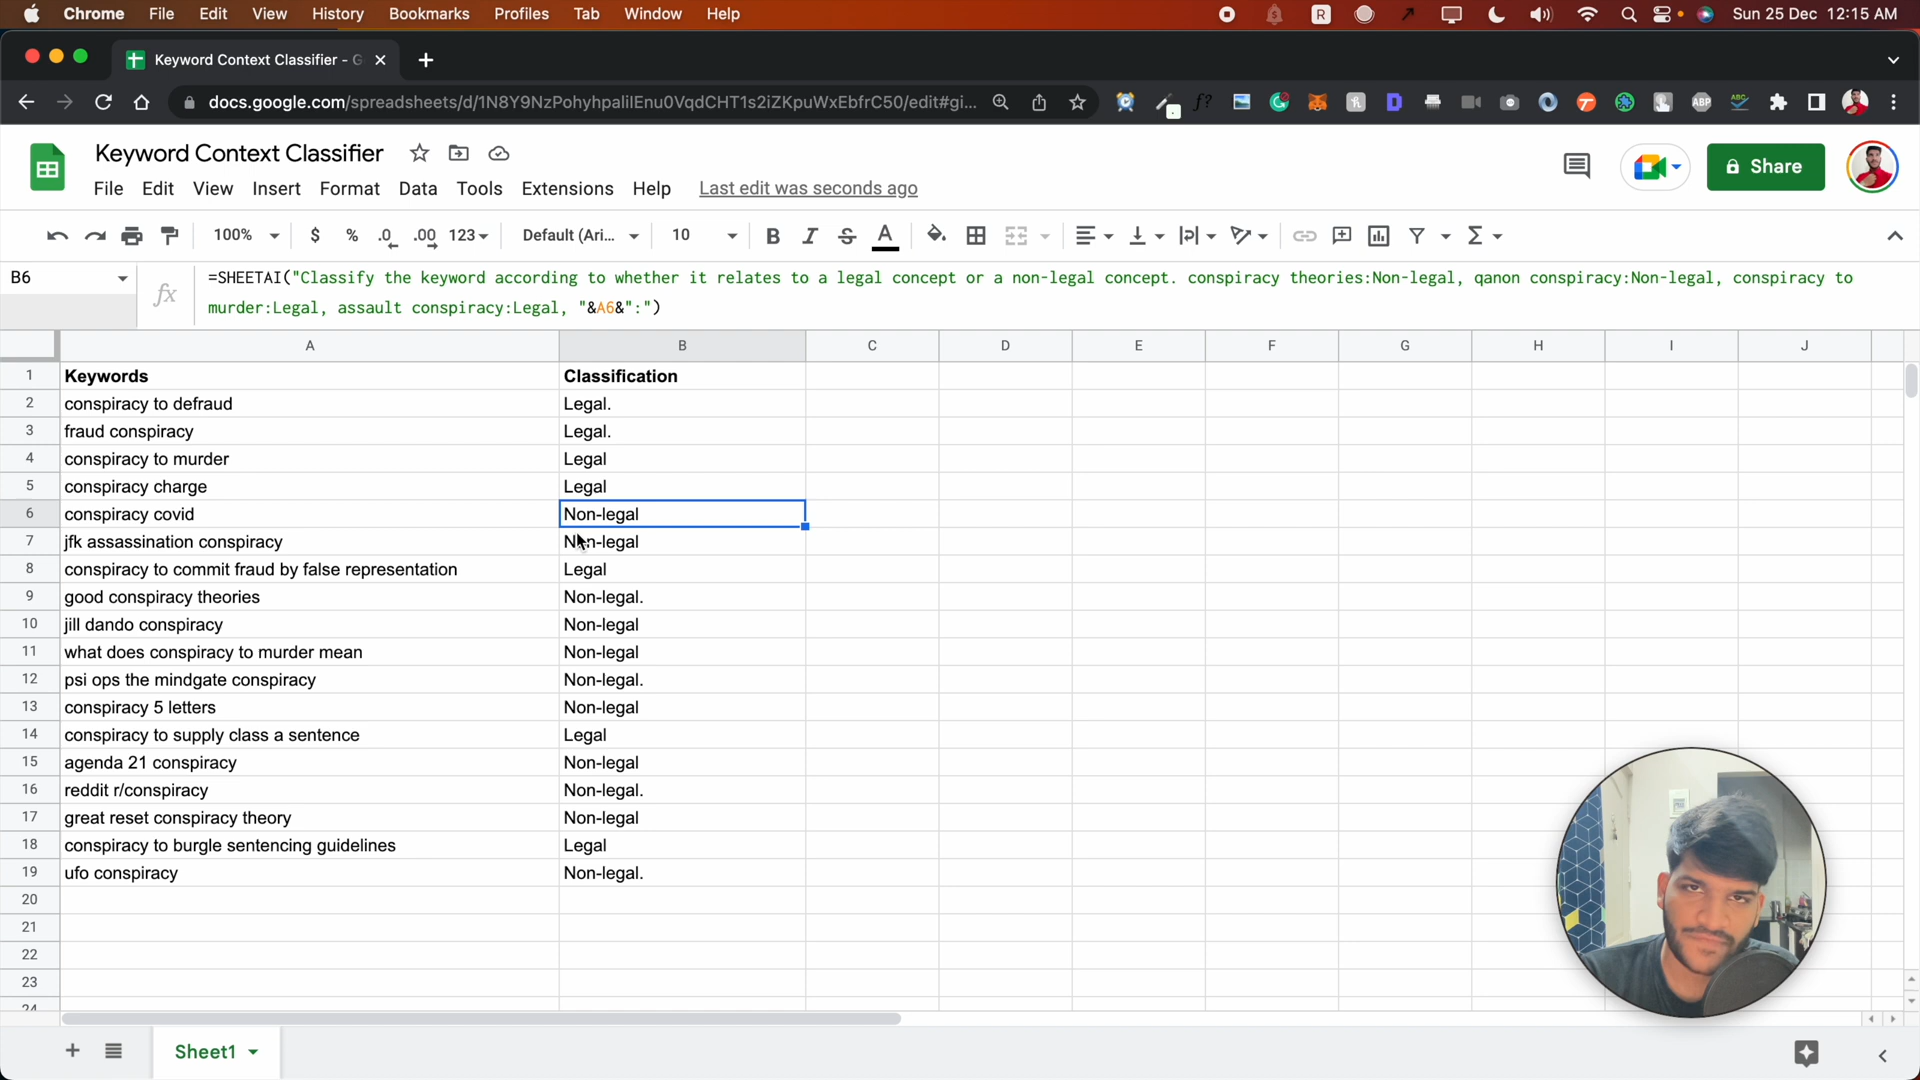 Chrome File Edit View History Bookmarks Profiles Tab Window Help R Sun 25 Dec 12:15 AM
Keyword Context Classifier - G
docs.google.com/spreadsheets/d/1N8Y9NzPohyhpaliIEnu0VqdCHT1s2iZKpuWxEbfrC50/edit#gi... f? D ABP ABC
Keyword Context Classifier
File Edit View Insert Format Data Tools Extensions Help Last edit was seconds ago
Share
100% $ % .0 .00 123 Default (Ari... 10 B I S A
B6
=SHEETAI("Classify the keyword according to whether it relates to a legal concept or a non-legal concept. conspiracy theories:Non-legal, qanon conspiracy:Non-legal, conspiracy to
murder:Legal, assault conspiracy:Legal, "&A6&":")
A B C D E F G H I J
1 Keywords Classification
2 conspiracy to defraud Legal.
3 fraud conspiracy Legal.
4 conspiracy to murder Legal
5 conspiracy charge Legal
6 conspiracy covid Non-legal
7 jfk assassination conspiracy Non-legal
8 conspiracy to commit fraud by false representation Legal
9 good conspiracy theories Non-legal.
10 jill dando conspiracy Non-legal
11 what does conspiracy to murder mean Non-legal
12 psi ops the mindgate conspiracy Non-legal.
13 conspiracy 5 letters Non-legal
14 conspiracy to supply class a sentence Legal
15 agenda 21 conspiracy Non-legal
16 reddit r/conspiracy Non-legal.
17 great reset conspiracy theory Non-legal
18 conspiracy to burgle sentencing guidelines Legal
19 ufo conspiracy Non-legal.
20
21
22
23
24
Sheet1